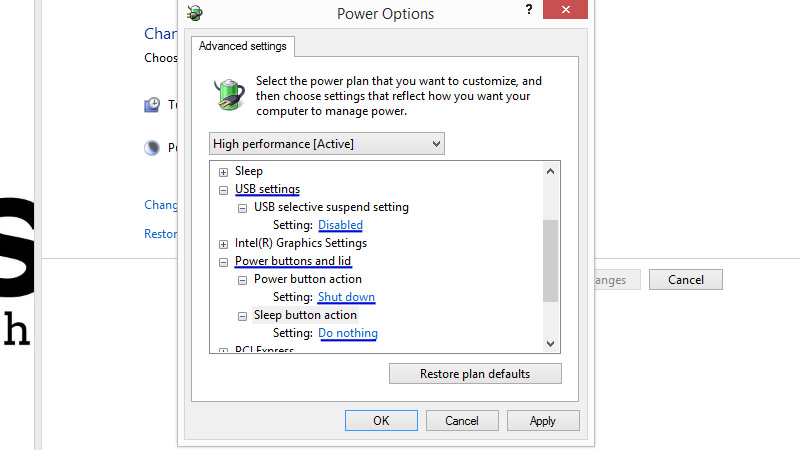 Power Options
?
Advanced settings
Select the power plan that you want to customize, and
then choose settings that reflect how you want your
computer to manage power.
High performance [Active]
Sleep
USB settings
USB selective suspend setting
Setting: Disabled
Intel(R) Graphics Settings
Power buttons and lid
Power button action
Setting: Shut down
Sleep button action
Setting: Do nothing
PCI Express
Restore plan defaults
OK Cancel Apply
Chan
Choos
Tu
Chang
Restor
anges Cancel
S
h